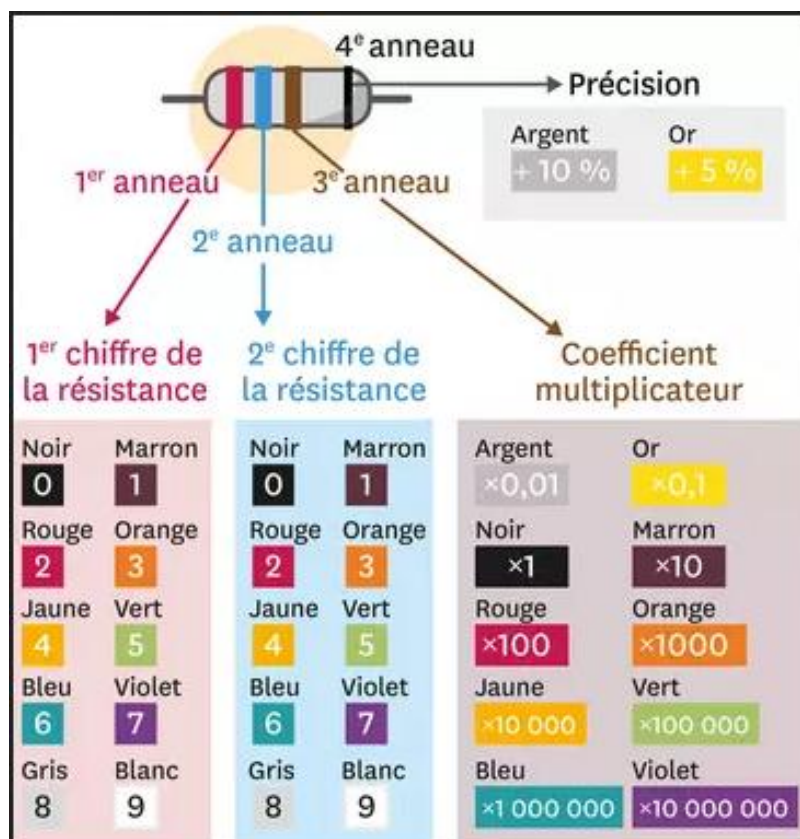 4e anneau
Précision
Argent Or
+ 10 % + 5 %
1er anneau
3e anneau
2e anneau
1er chiffre de
la résistance
2e chiffre de
la résistance
Coefficient
multiplicateur
Noir Marron
0 1
Rouge Orange
2 3
Jaune Vert
4 5
Bleu Violet
6 7
Gris Blanc
8 9
Noir Marron
0 1
Rouge Orange
2 3
Jaune Vert
4 5
Bleu Violet
6 7
Gris Blanc
8 9
Argent Or
×0,01 ×0,1
Noir Marron
×1 ×10
Rouge Orange
×100 ×1000
Jaune Vert
×10 000 ×100 000
Bleu Violet
×1 000 000 ×10 000 000